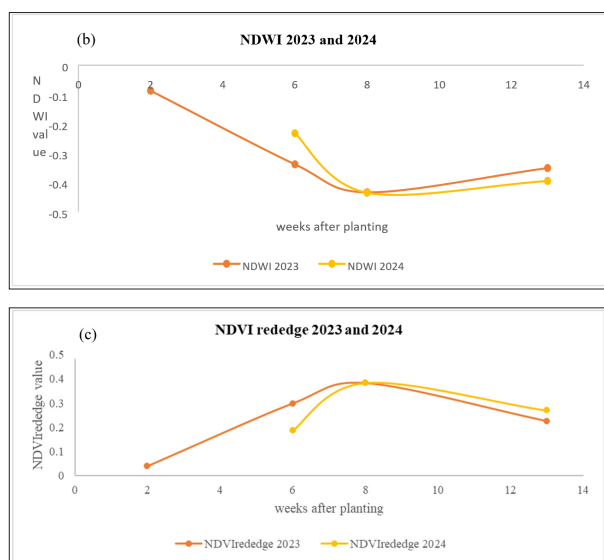 (b)
NDWI 2023 and 2024
N
D
WI
val
ue
0
-0.1
-0.2
-0.3
-0.4
-0.5
0 2 4 6 8 10 12 14
weeks after planting
NDWI 2023 NDWI 2024
(c)
NDVI rededge 2023 and 2024
NDVIrededge value
0.5
0.4
0.3
0.2
0.1
0
0 2 4 6 8 10 12 14
weeks after planting
NDVIrededge 2023 NDVIrededge 2024